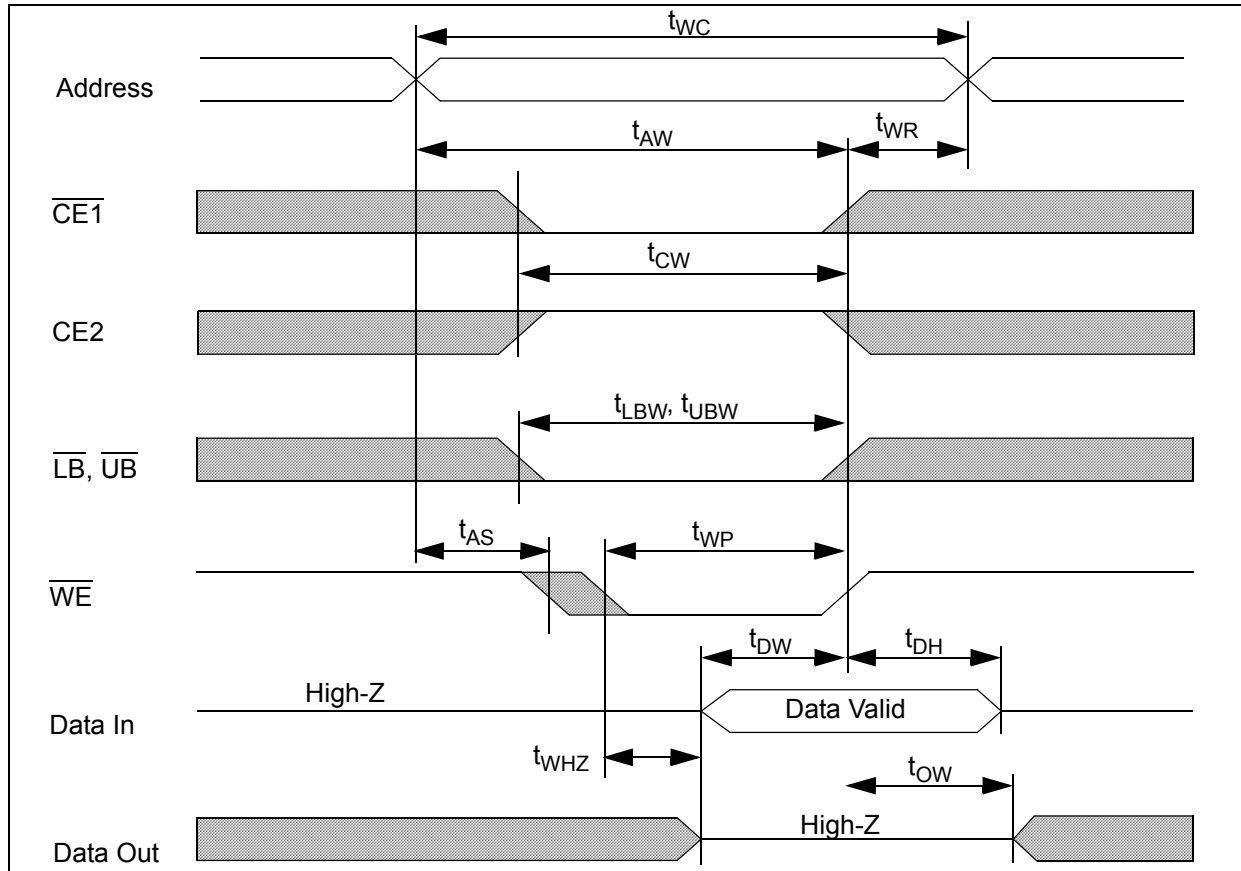 tWC
Address
tAW
tWR
CE1
tCW
CE2
tLBW, tUBW
LB, UB
tAS
tWP
WE
tDW
tDH
High-Z
Data Valid
Data In
tWHZ
tOW
High-Z
Data Out